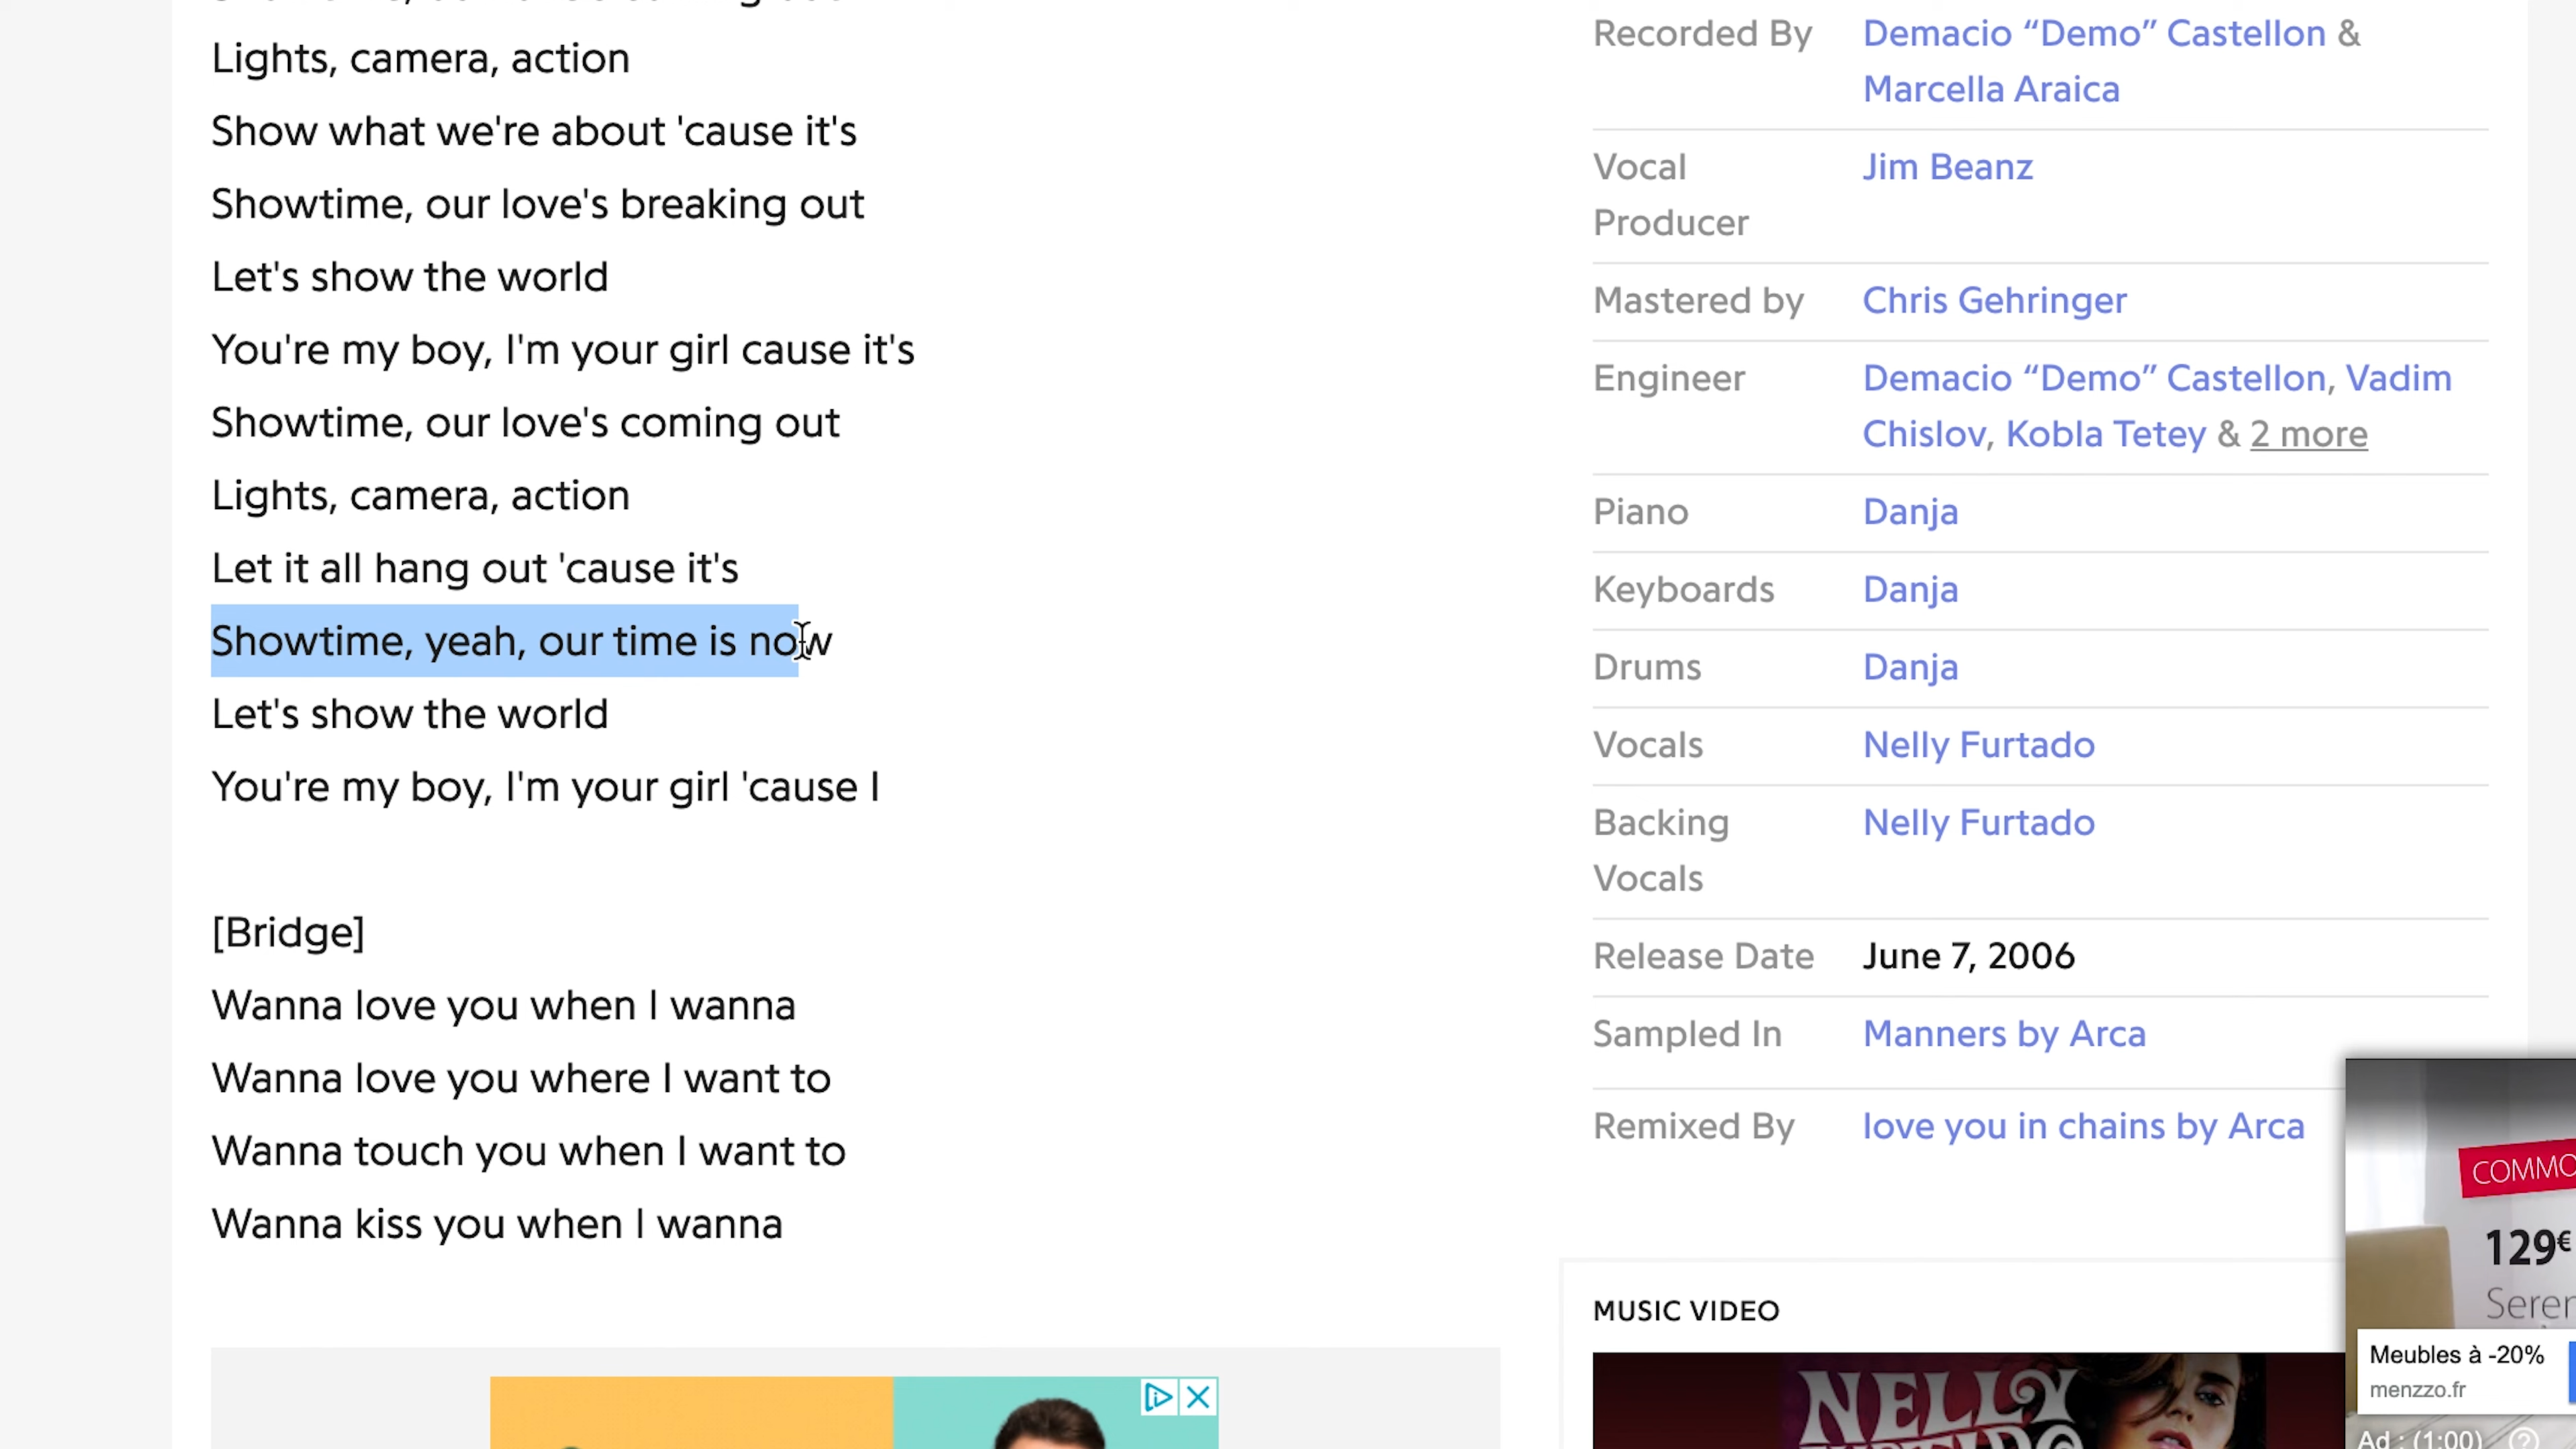 Lights, camera, action
Show what we're about 'cause it's
Showtime, our love's breaking out
Let's show the world
You're my boy, I'm your girl cause it's
Showtime, our love's coming out
Lights, camera, action
Let it all hang out 'cause it's
Showtime, yeah, our time is now
Let's show the world
You're my boy, I'm your girl 'cause I
[Bridge]
Wanna love you when I wanna
Wanna love you where I want to
Wanna touch you when I want to
Wanna kiss you when I wanna
Recorded By Demacio “Demo” Castellon &
Marcella Araica
Vocal Jim Beanz
Producer
Mastered by Chris Gehringer
Engineer Demacio “Demo” Castellon, Vadim
Chislov, Kobla Tetey & 2 more
Piano Danja
Keyboards Danja
Drums Danja
Vocals Nelly Furtado
Backing Nelly Furtado
Vocals
Release Date June 7, 2006
Sampled In Manners by Arca
Remixed By love you in chains by Arca
MUSIC VIDEO
NELLY
FURTADO
COMMO
129€
Seren
Meubles à -20%
menzzo.fr
Ad : (1:00)